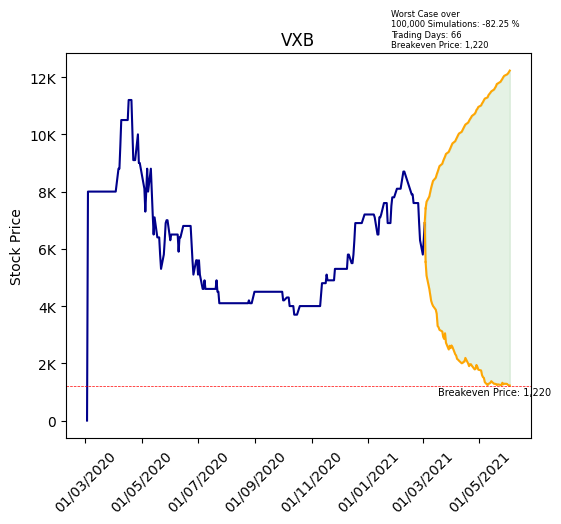 Worst Case over
100,000 Simulations: -82.25 %
Trading Days: 66
Breakeven Price: 1,220
VXB
Stock Price
12K
10K
8K
6K
4K
2K
0
Breakeven Price: 1,220
01/03/2020
01/05/2020
01/07/2020
01/09/2020
01/11/2020
01/01/2021
01/03/2021
01/05/2021